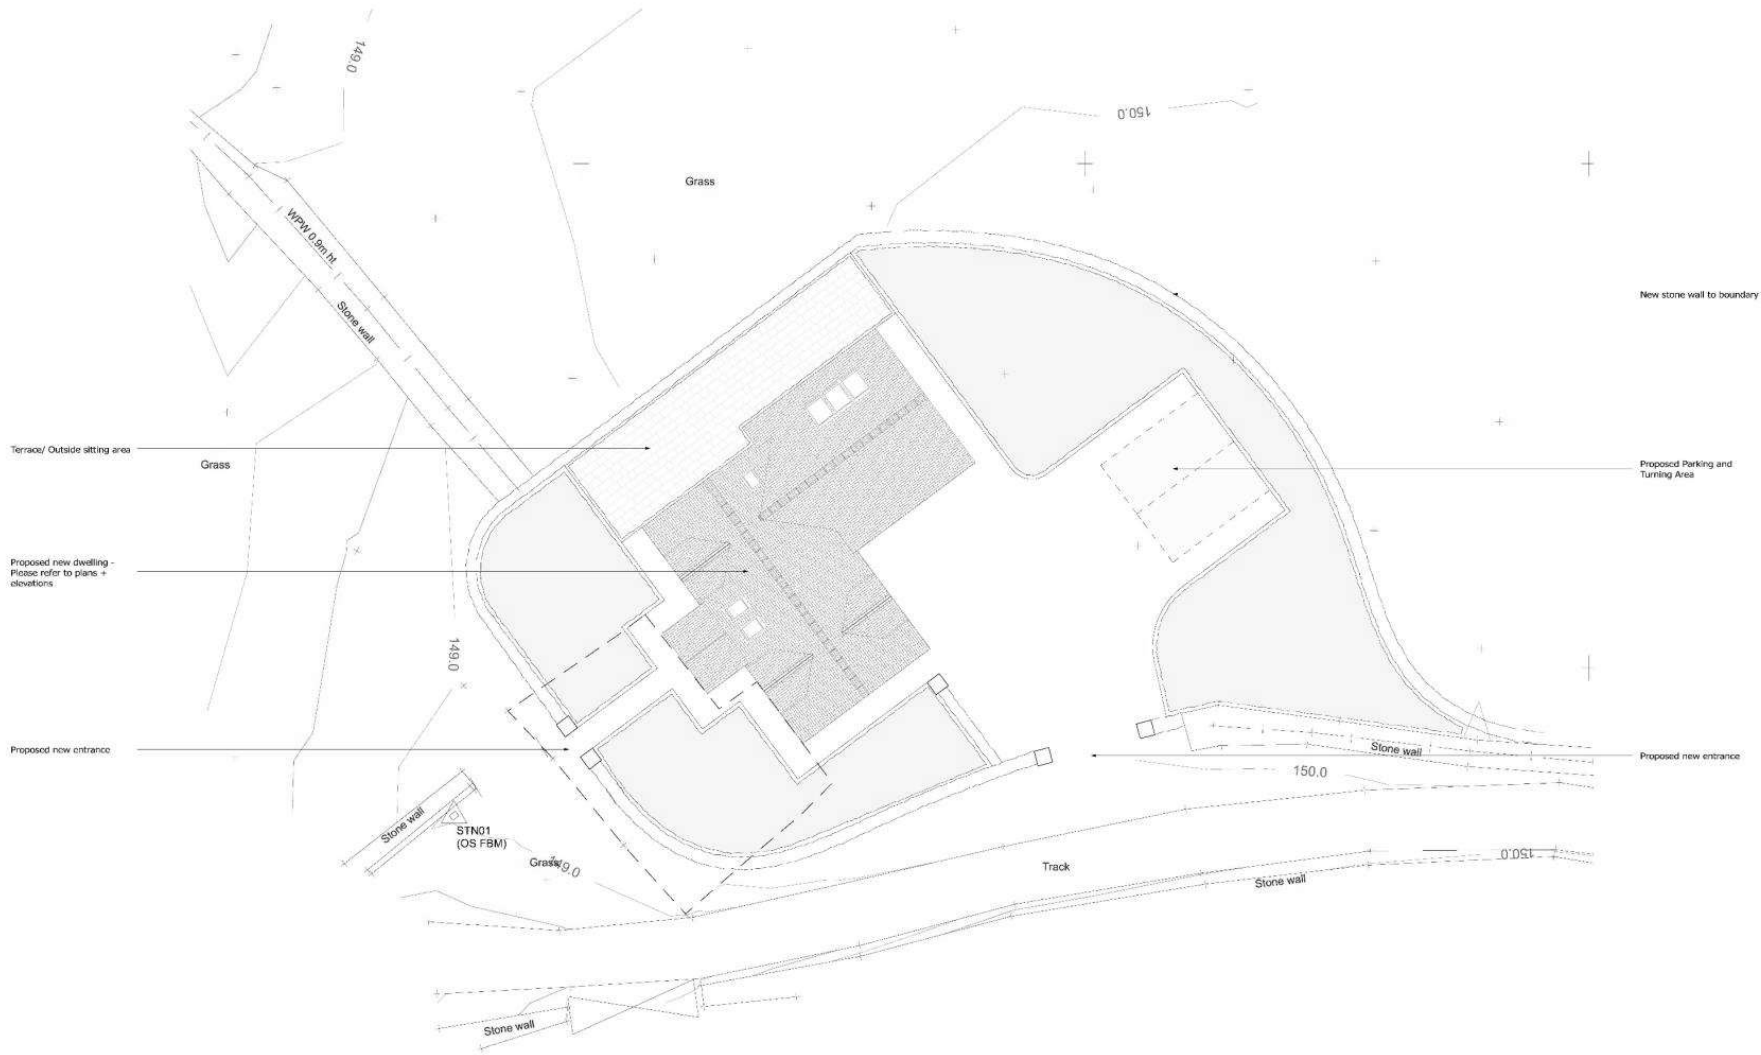 149.0
150.0
Grass
WPW 0.9m ht
Stone wall
New stone wall to boundary
Terrace/ Outside sitting area
Grass
Proposed Parking and
Turning Area
Proposed new dwelling -
Please refer to plans +
elevations
149.0
Proposed new entrance
Stone wall
Proposed new entrance
150.0
Stone wall
STN01
(OS FBM)
Grass
149.0
Track
150.0
Stone wall
Stone wall